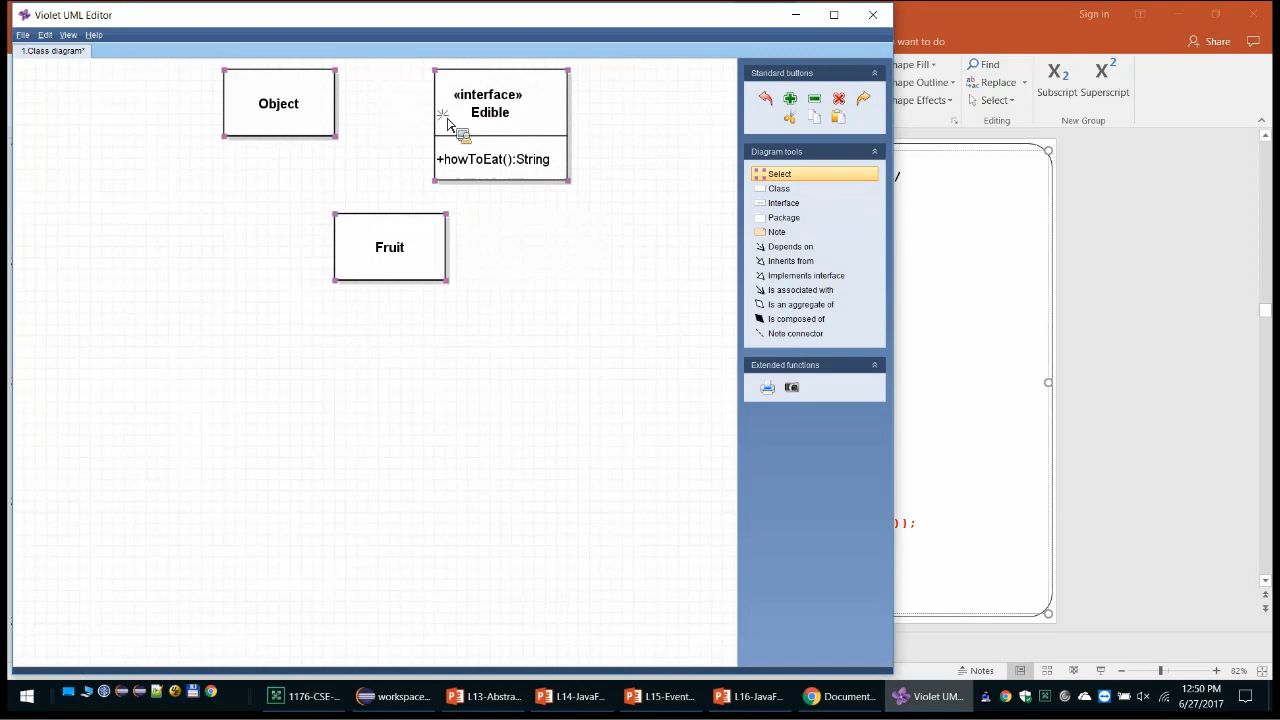 Violet UML Editor
File Edit View Help
1.Class diagram*
Object
«interface»
Edible
+howToEat():String
Fruit
Standard buttons
Diagram tools
Select
Class
Interface
Package
Note
Depends on
Inherits from
Implements interface
Is associated with
Is an aggregate of
Is composed of
Note connector
Extended functions
Sign in
want to do
Share
hape Fill
hape Outline
hape Effects
Find
Replace
Select
Editing
X₂
X²
Subscript Superscript
New Group
/
)};
Notes
82%
1176-CSE-...
workspace...
L13-Abstra...
L14-JavaF...
L15-Event...
L16-JavaF...
Document...
Violet UM...
12:50 PM
6/27/2017